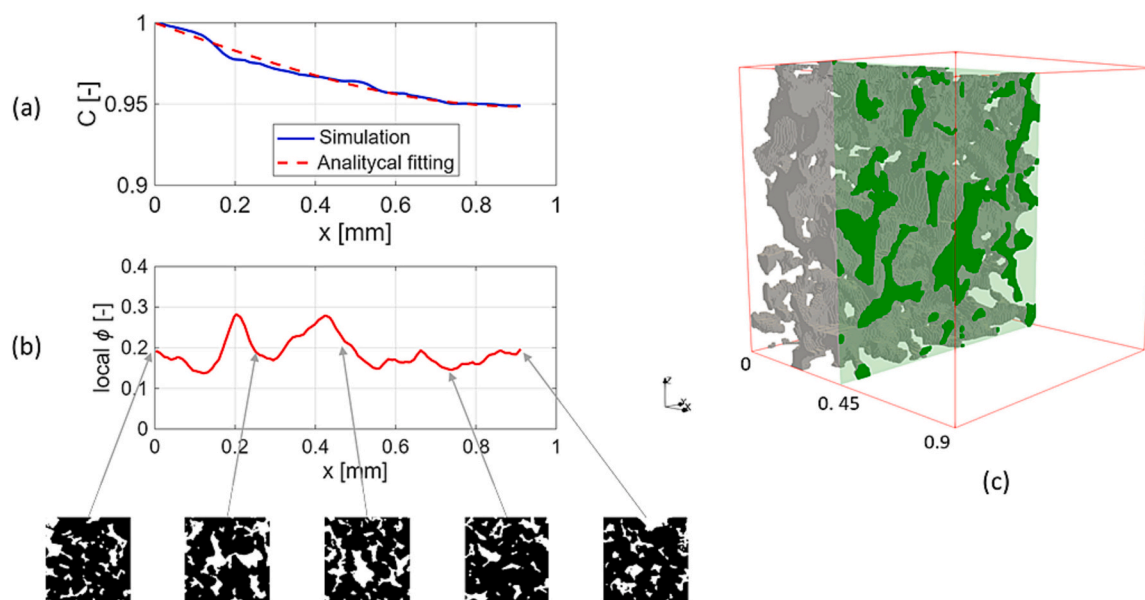 (a)
C [-]
1
0.95
0.9
Simulation
Analitycal fitting
0 0.2 0.4 0.6 0.8 1
x [mm]
(b)
local ϕ [-]
0.4
0.3
0.2
0.1
0
0 0.2 0.4 0.6 0.8 1
x [mm]
0
0. 45
0.9
z
Y
X
(c)